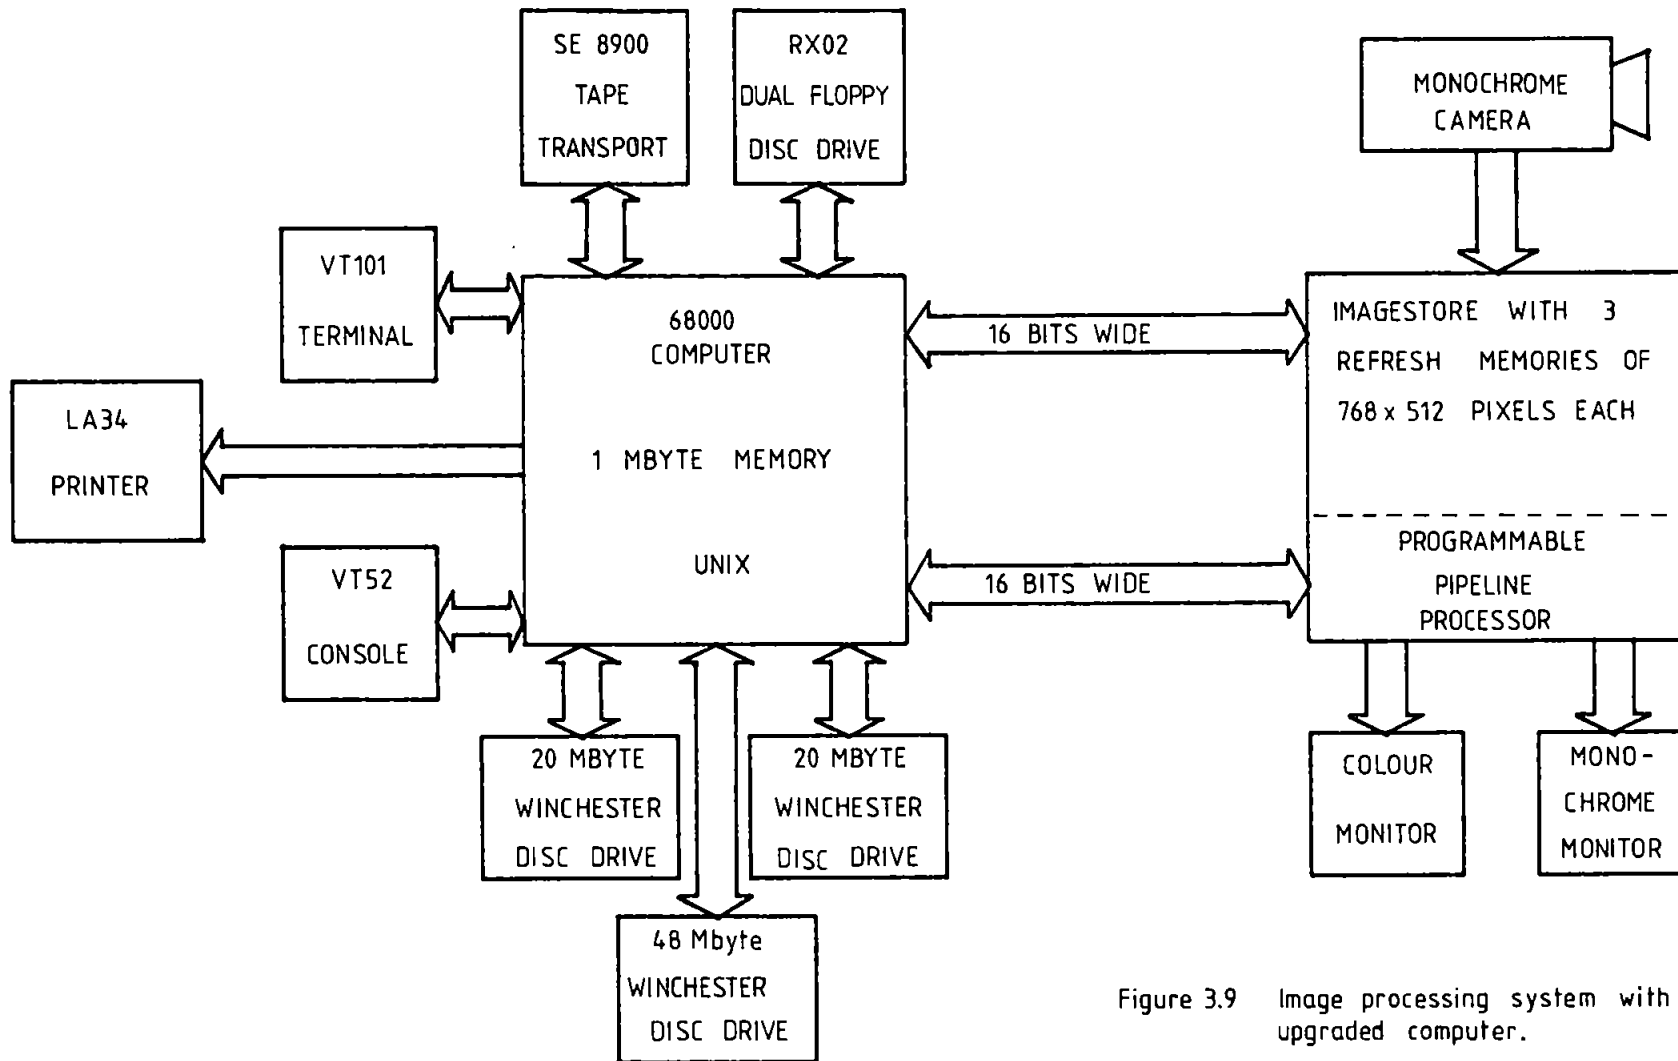 SE 8900
TAPE
TRANSPORT
RX02
DUAL FLOPPY
DISC DRIVE
MONOCHROME
CAMERA
VT101
TERMINAL
68000
COMPUTER
1 MBYTE MEMORY
UNIX
16 BITS WIDE
IMAGESTORE WITH 3
REFRESH MEMORIES OF
768 x 512 PIXELS EACH
LA34
PRINTER
16 BITS WIDE
PROGRAMMABLE
PIPELINE
PROCESSOR
VT52
CONSOLE
20 MBYTE
WINCHESTER
DISC DRIVE
20 MBYTE
WINCHESTER
DISC DRIVE
COLOUR
MONITOR
MONO-
CHROME
MONITOR
48 Mbyte
WINCHESTER
DISC DRIVE
Figure 3.9 Image processing system with
upgraded computer.